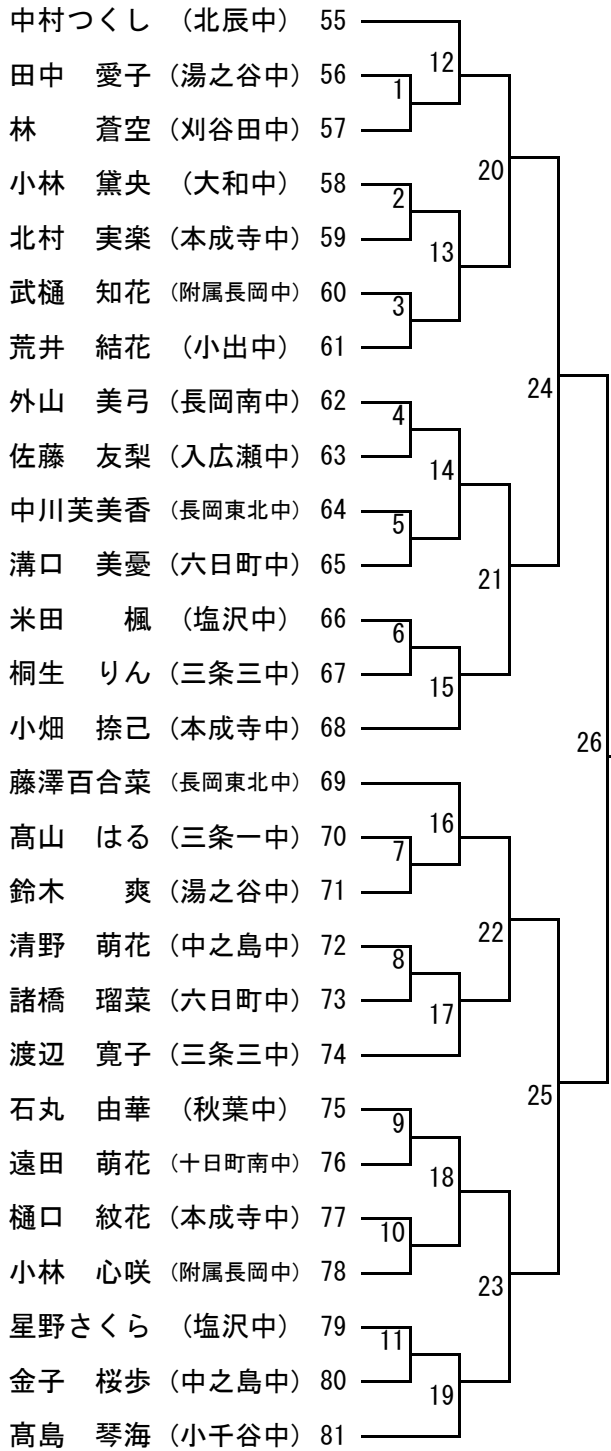 中村つくし （北辰中） 55
12
田中　愛子 （湯之谷中） 56
1
林　　蒼空 （刈谷田中） 57
20
小林　黛央 （大和中） 58
2
北村　実楽 （本成寺中） 59
13
武樋　知花 （附属長岡中） 60
3
荒井　結花 （小出中） 61
24
外山　美弓 （長岡南中） 62
4
佐藤　友梨 （入広瀬中） 63
14
中川芙美香 （長岡東北中） 64
5
溝口　美憂 （六日町中） 65
21
米田　　楓 （塩沢中） 66
6
桐生　りん （三条三中） 67
15
小畑　捺己 （本成寺中） 68
26
藤澤百合菜 （長岡東北中） 69
16
髙山　はる （三条一中） 70
7
鈴木　　爽 （湯之谷中） 71
22
清野　萌花 （中之島中） 72
8
諸橋　瑠菜 （六日町中） 73
17
渡辺　寛子 （三条三中） 74
25
石丸　由華 （秋葉中） 75
9
遠田　萌花 （十日町南中） 76
18
樋口　紋花 （本成寺中） 77
10
小林　心咲 （附属長岡中） 78
23
星野さくら （塩沢中） 79
11
金子　桜歩 （中之島中） 80
19
髙島　琴海 （小千谷中） 81